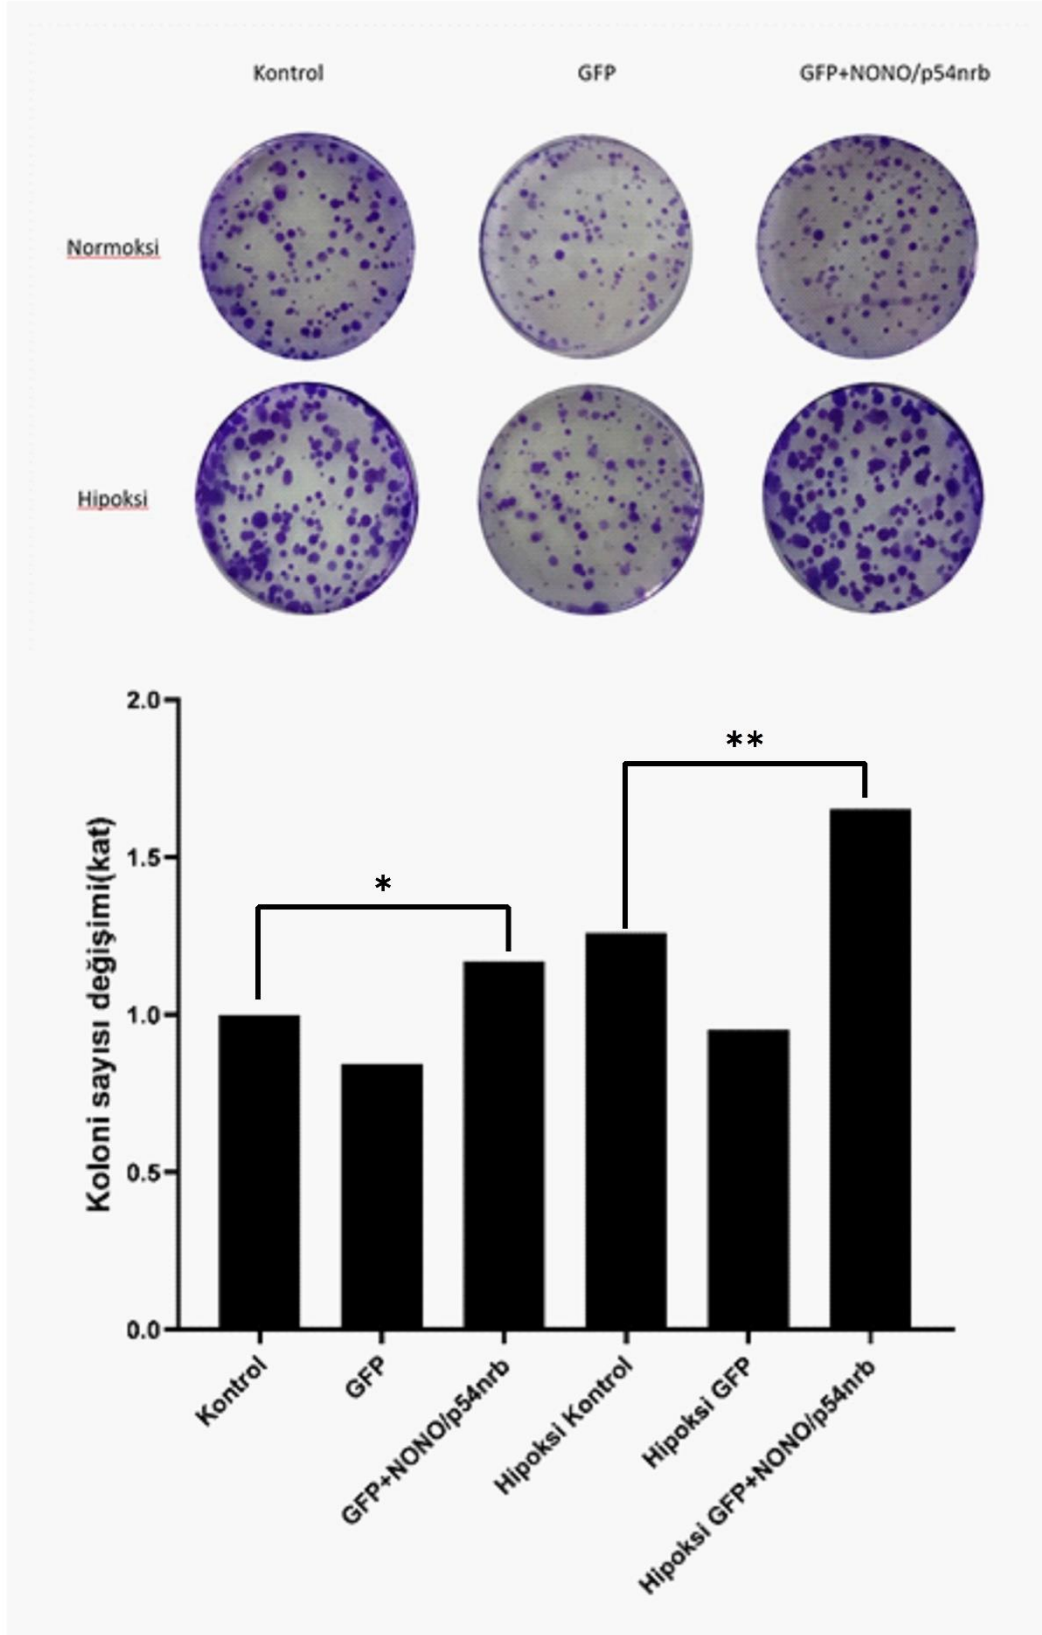 Kontrol GFP GFP+NONO/p54nrb
Normoksi
Hipoksi
Koloni sayısı değişimi(kat)
2.0
**
1.5
*
1.0
0.5
0.0
Kontrol
GFP
GFP+NONO/p54nrb
Hipoksi Kontrol
Hipoksi GFP
Hipoksi GFP+NONO/p54nrb